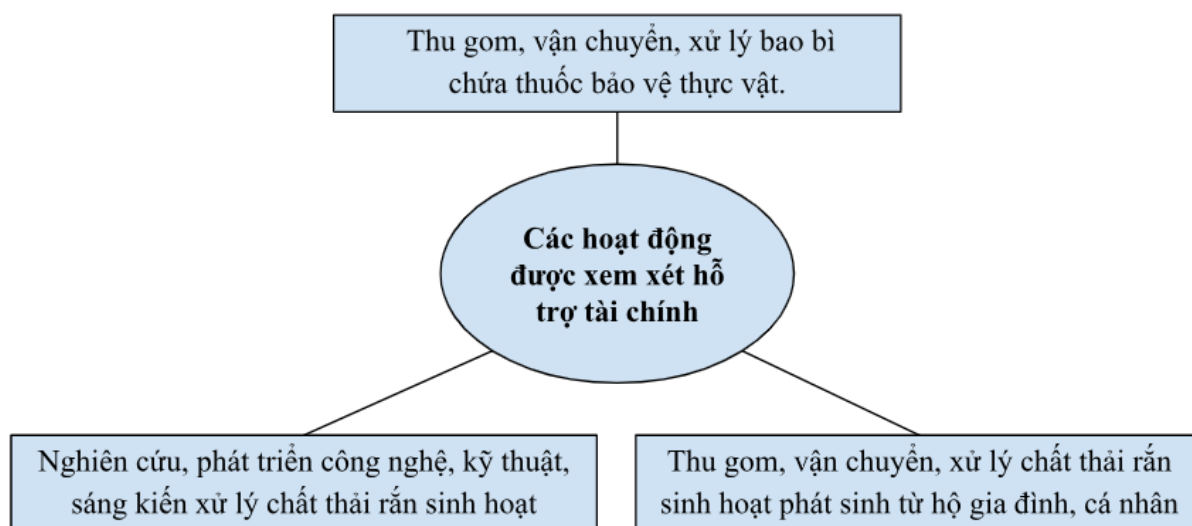 Thu gom, vận chuyển, xử lý bao bì
chứa thuốc bảo vệ thực vật.
Các hoạt động
được xem xét hỗ
trợ tài chính
Nghiên cứu, phát triển công nghệ, kỹ thuật,
sáng kiến xử lý chất thải rắn sinh hoạt
Thu gom, vận chuyển, xử lý chất thải rắn
sinh hoạt phát sinh từ hộ gia đình, cá nhân